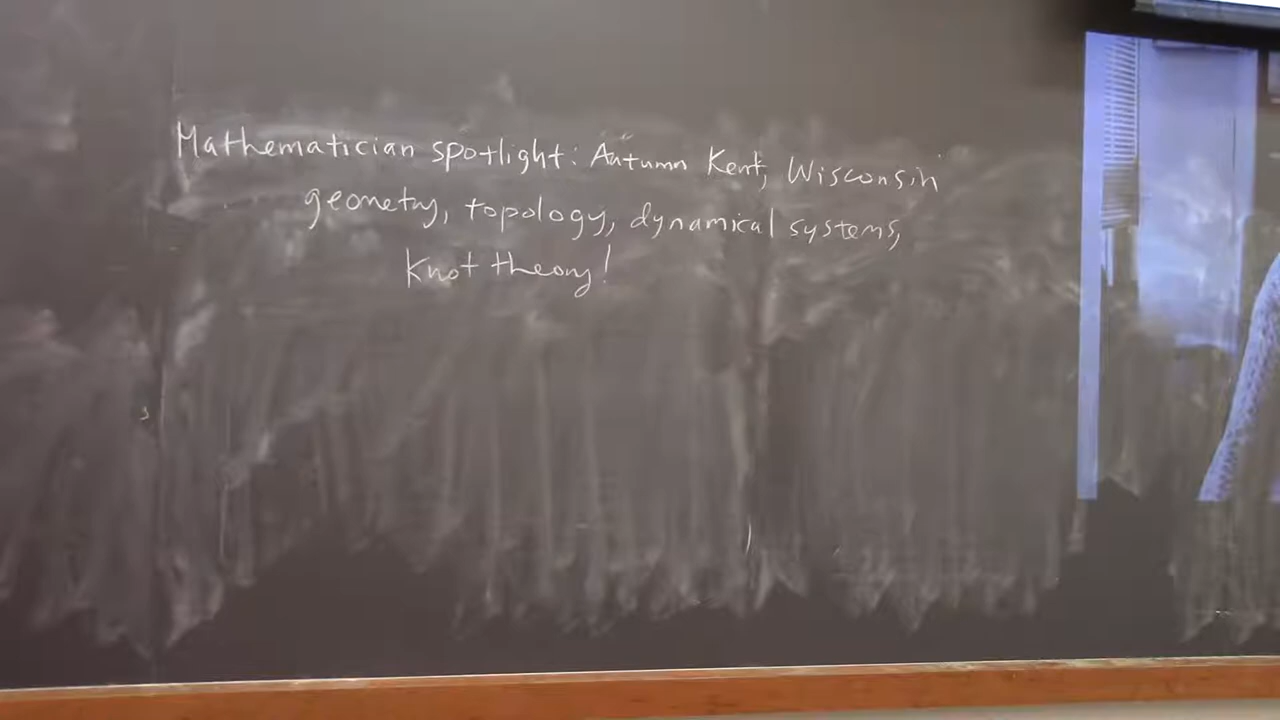 Mathematician spotlight: Autumn Kent, Wisconsin
geometry, topology, dynamical systems,
Knot theory!